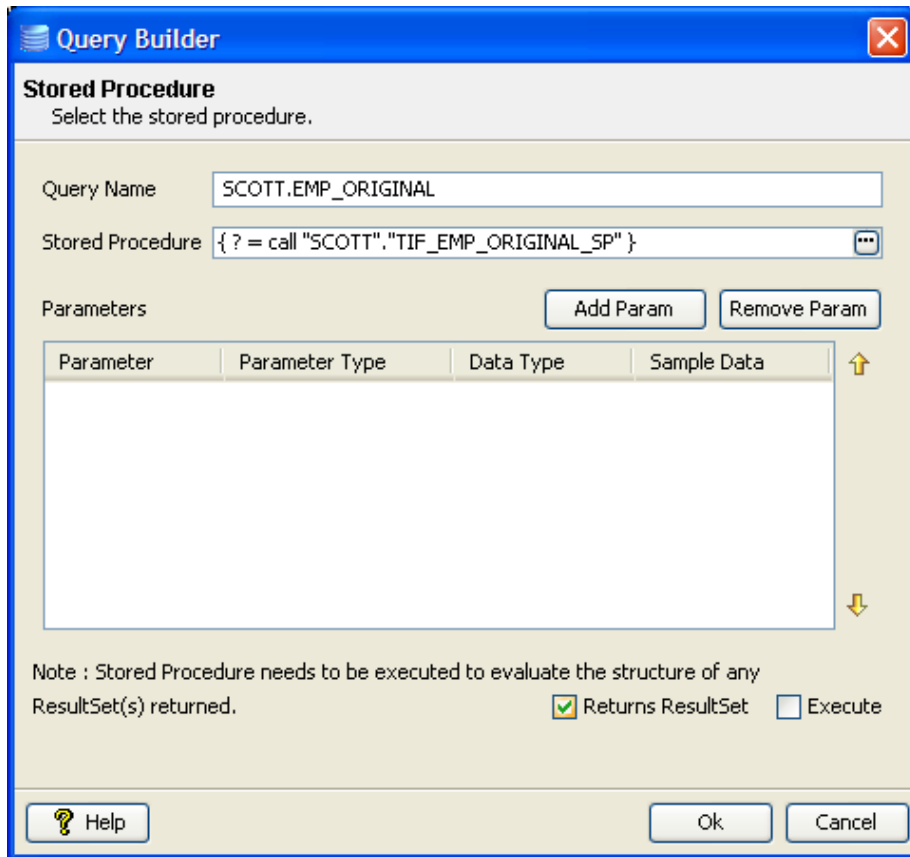 Query Builder
Stored Procedure
Select the stored procedure.
Query Name SCOTT.EMP_ORIGINAL
Stored Procedure { ? = call "SCOTT"."TIF_EMP_ORIGINAL_SP" }
Parameters Add Param Remove Param
Parameter Parameter Type Data Type Sample Data
Note : Stored Procedure needs to be executed to evaluate the structure of any
ResultSet(s) returned. Returns ResultSet Execute
? Help Ok Cancel